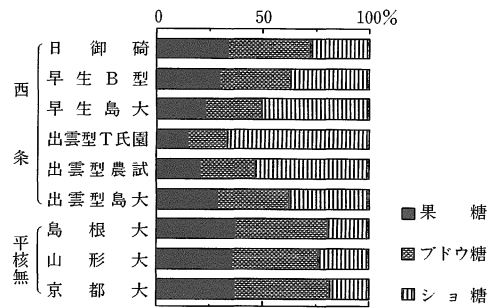 0 50 100%
日御碕
早生B型
早生島大
出雲型T氏園
出雲型農試
出雲型島大
西条
島根大
山形大
京都大
平核無
果糖
ブドウ糖
ショ糖